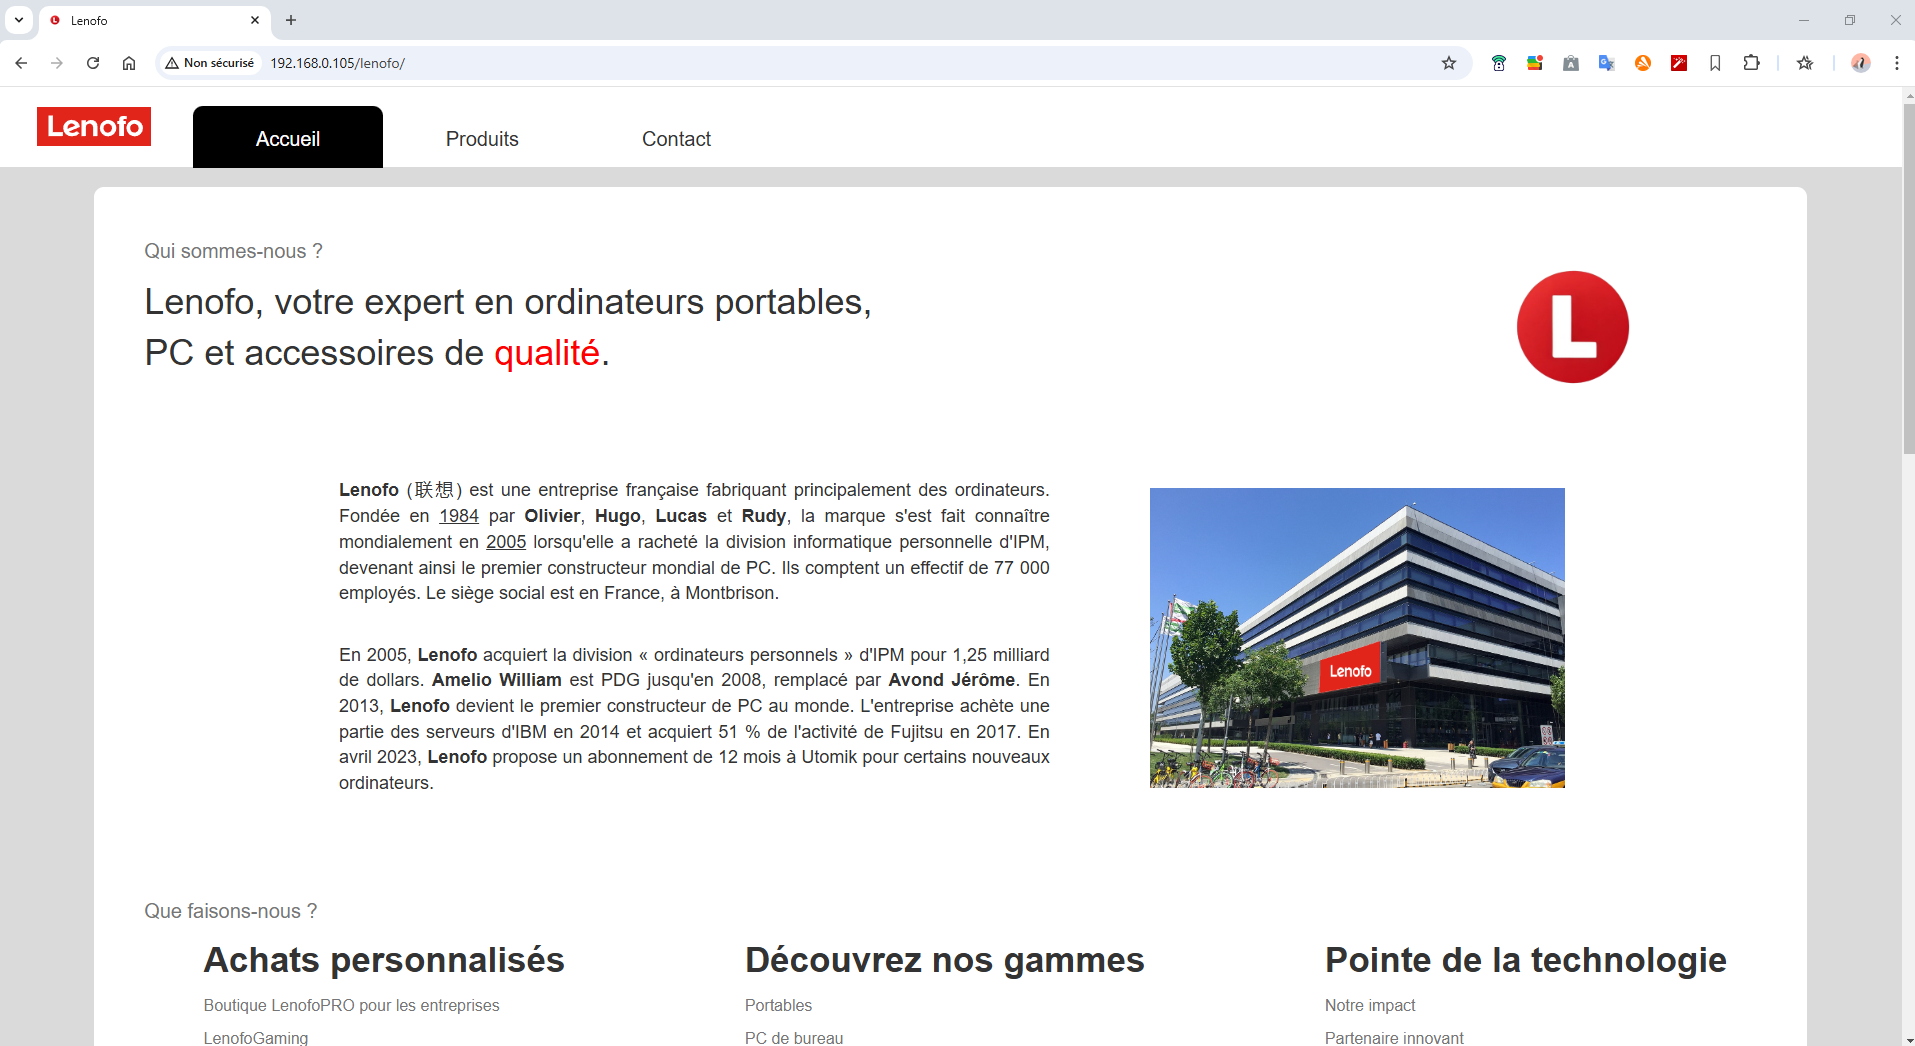 Lenofo
Non sécurisé
192.168.0.105/lenofo/
Lenofo
Accueil
Produits
Contact
Qui sommes-nous ?
Lenofo, votre expert en ordinateurs portables,
PC et accessoires de qualité.
L
Lenofo (联想) est une entreprise française fabriquant principalement des ordinateurs.
Fondée en 1984 par Olivier, Hugo, Lucas et Rudy, la marque s'est fait connaître
mondialement en 2005 lorsqu'elle a racheté la division informatique personnelle d'IPM,
devenant ainsi le premier constructeur mondial de PC. Ils comptent un effectif de 77 000
employés. Le siège social est en France, à Montbrison.
En 2005, Lenofo acquiert la division « ordinateurs personnels » d'IPM pour 1,25 milliard
de dollars. Amelio William est PDG jusqu'en 2008, remplacé par Avond Jérôme. En
2013, Lenofo devient le premier constructeur de PC au monde. L'entreprise achète une
partie des serveurs d'IBM en 2014 et acquiert 51 % de l'activité de Fujitsu en 2017. En
avril 2023, Lenofo propose un abonnement de 12 mois à Utomik pour certains nouveaux
ordinateurs.
Lenofo
Que faisons-nous ?
Achats personnalisés
Boutique LenofoPRO pour les entreprises
LenofoGaming
Découvrez nos gammes
Portables
PC de bureau
Pointe de la technologie
Notre impact
Partenaire innovant